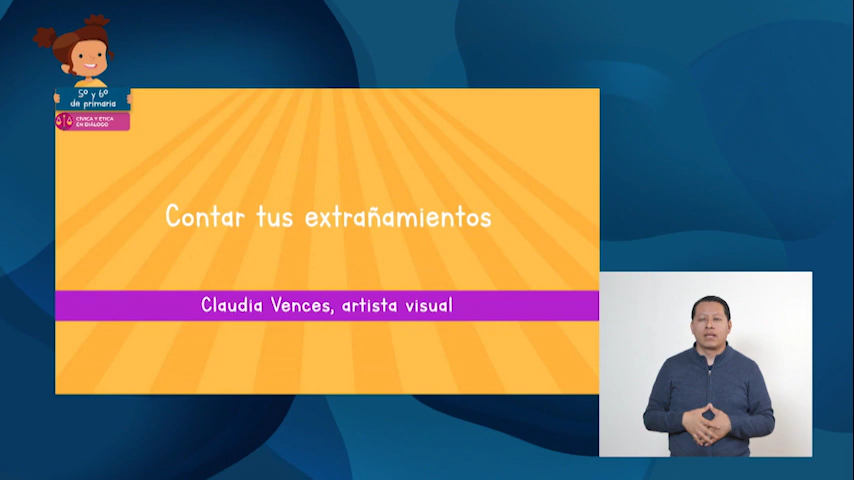 5º y 6º
de primaria
CÍVICA Y ÉTICA
EN DIÁLOGO
Contar tus extrañamientos
Claudia Vences, artista visual